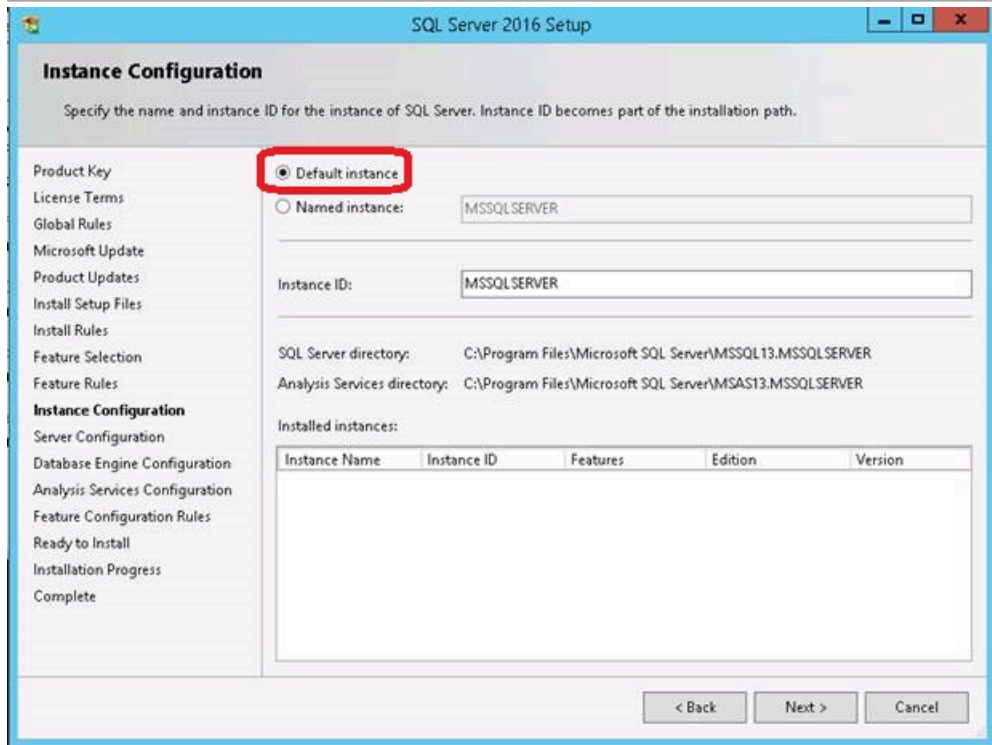 SQL Server 2016 Setup
Instance Configuration
Specify the name and instance ID for the instance of SQL Server. Instance ID becomes part of the installation path.
Product Key
License Terms
Global Rules
Microsoft Update
Product Updates
Install Setup Files
Install Rules
Feature Selection
Feature Rules
Instance Configuration
Server Configuration
Database Engine Configuration
Analysis Services Configuration
Feature Configuration Rules
Ready to Install
Installation Progress
Complete
Default instance
Named instance: MSSQLSERVER
Instance ID: MSSQLSERVER
SQL Server directory: C:\Program Files\Microsoft SQL Server\MSSQL13.MSSQLSERVER
Analysis Services directory: C:\Program Files\Microsoft SQL Server\MSAS13.MSSQLSERVER
Installed instances:
Instance Name Instance ID Features Edition Version
< Back Next > Cancel